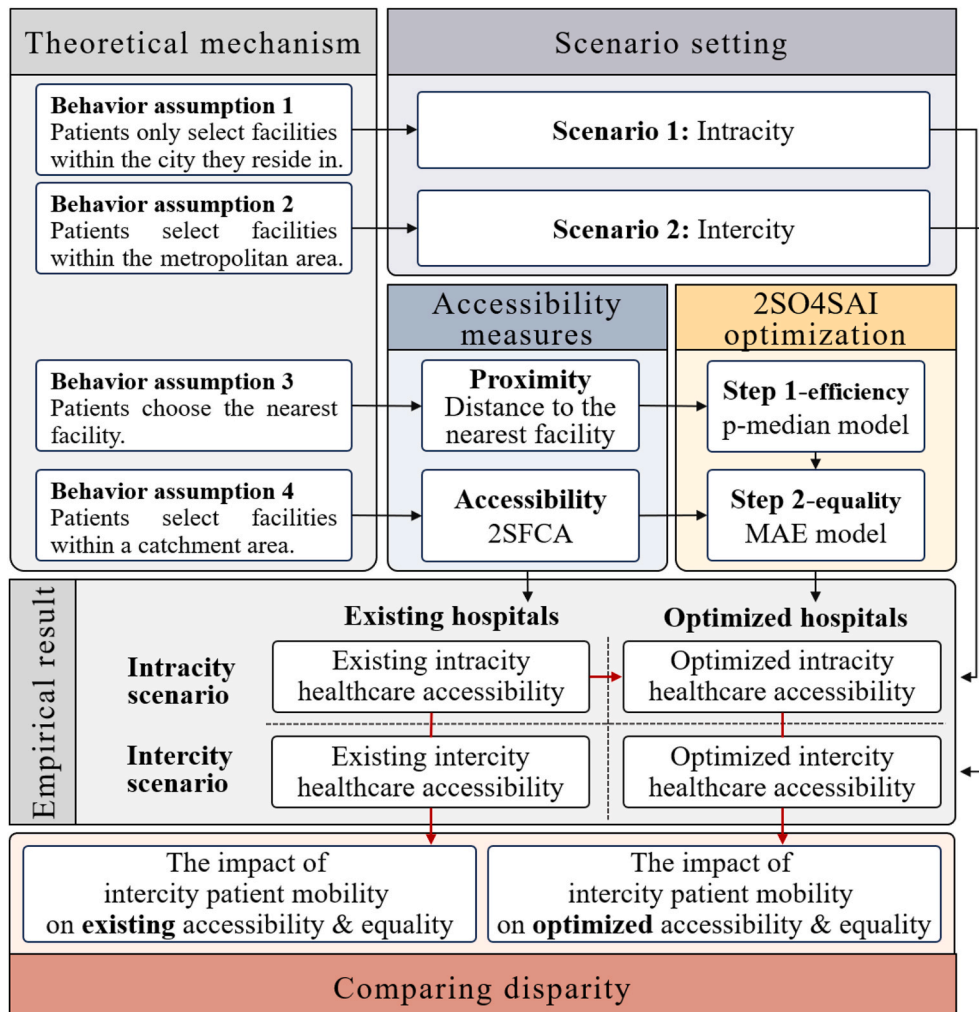 Theoretical mechanism
Behavior assumption 1
Patients only select facilities
within the city they reside in.
Behavior assumption 2
Patients select facilities
within the metropolitan area.
Behavior assumption 3
Patients choose the nearest
facility.
Behavior assumption 4
Patients select facilities
within a catchment area.
Scenario setting
Scenario 1: Intracity
Scenario 2: Intercity
Accessibility
measures
Proximity
Distance to the
nearest facility
Accessibility
2SFCA
2SO4SAI
optimization
Step 1-efficiency
p-median model
Step 2-equality
MAE model
Empirical result
Existing hospitals
Optimized hospitals
Intracity
scenario
Existing intracity
healthcare accessibility
Optimized intracity
healthcare accessibility
Intercity
scenario
Existing intercity
healthcare accessibility
Optimized intercity
healthcare accessibility
The impact of
intercity patient mobility
on existing accessibility & equality
The impact of
intercity patient mobility
on optimized accessibility & equality
Comparing disparity